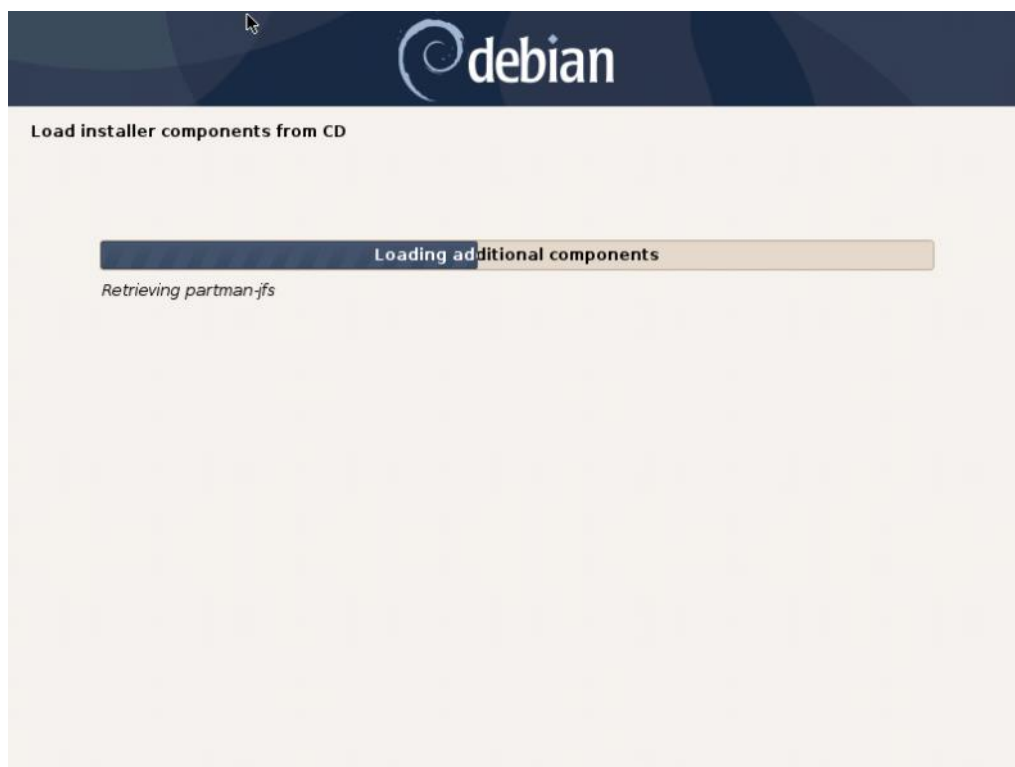 debian
Load installer components from CD
Loading additional components
Retrieving partman-jfs